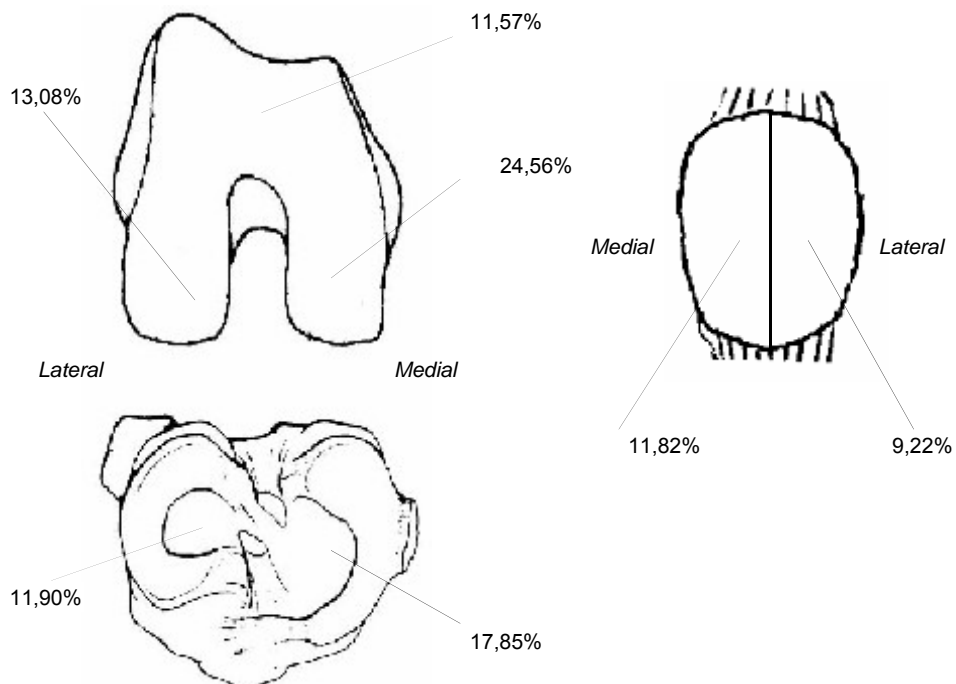 11,57%
13,08%
24,56%
Medial
Lateral
Lateral
Medial
11,82%
9,22%
11,90%
17,85%